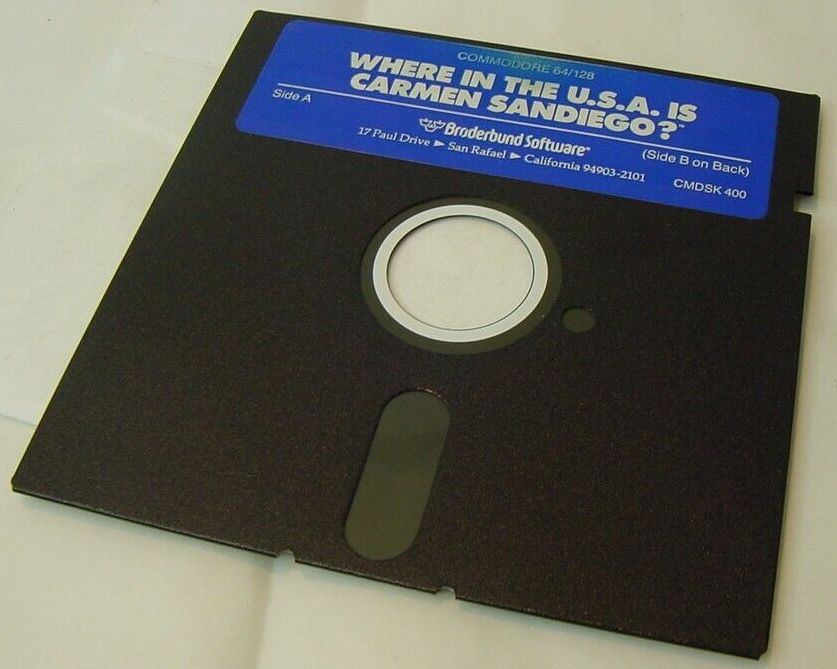 COMMODORE 64/128
WHERE IN THE U.S.A. IS
CARMEN SANDIEGO?™
Side A
Brøderbund Software®
(Side B on Back)
17 Paul Drive ► San Rafael ► California 94903-2101
CMDSK 400